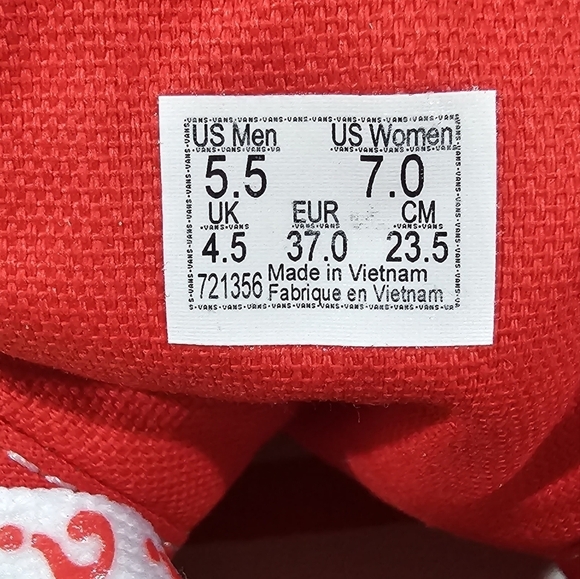 US Men US Women
5.5 7.0
UK EUR CM
4.5 37.0 23.5
721356 Made in Vietnam
Fabrique en Vietnam